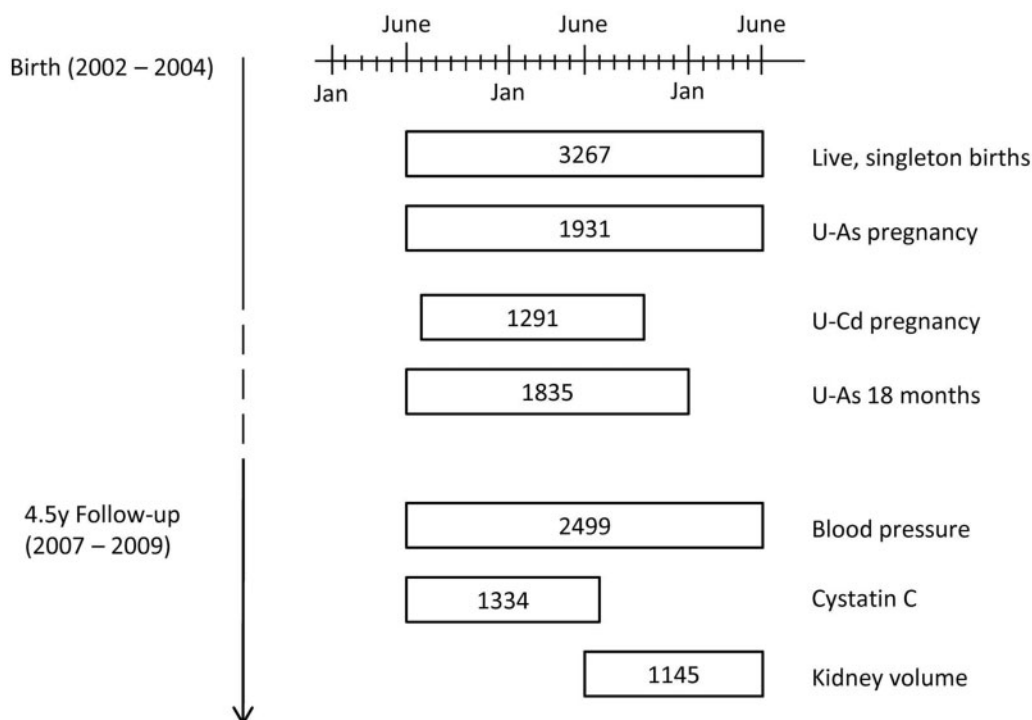 June June June
Birth (2002 – 2004)
Jan Jan Jan
3267 Live, singleton births
1931 U-As pregnancy
1291 U-Cd pregnancy
1835 U-As 18 months
4.5y Follow-up
(2007 – 2009)
2499 Blood pressure
1334 Cystatin C
1145 Kidney volume